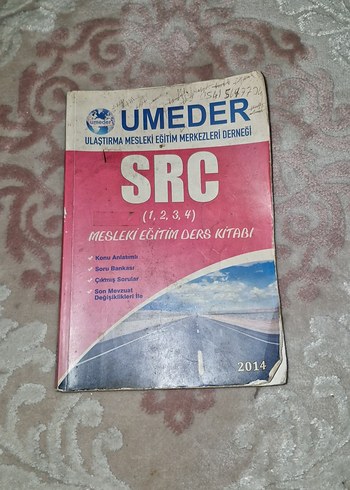 umeder
UMEDER
ULAŞTIRMA MESLEKİ EĞİTİM MERKEZLERİ DERNEĞİ
SRC
(1, 2, 3, 4)
MESLEKİ EĞİTİM DERS KİTABI
Konu Anlatımlı
Soru Bankası
Çıkmış Sorular
Son Mevzuat
Değişiklikleri İle
2014